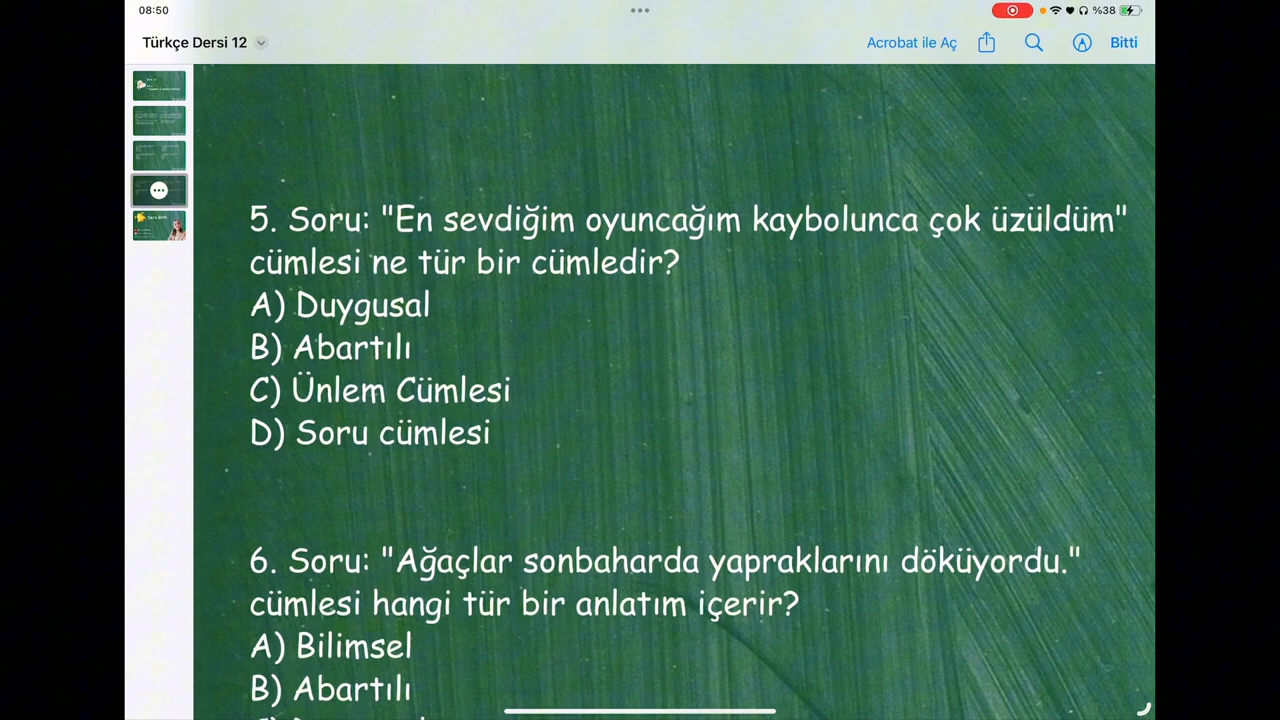 08:50
%38
Türkçe Dersi 12
Acrobat ile Aç
Bitti
5. Soru: "En sevdiğim oyuncağım kaybolunca çok üzüldüm"
cümlesi ne tür bir cümledir?
A) Duygusal
B) Abartılı
C) Ünlem Cümlesi
D) Soru cümlesi
6. Soru: "Ağaçlar sonbaharda yapraklarını döküyordu."
cümlesi hangi tür bir anlatım içerir?
A) Bilimsel
B) Abartılı